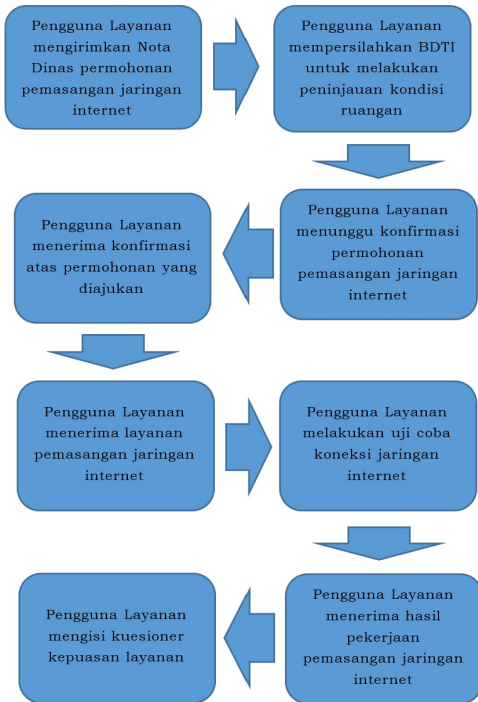 Pengguna Layanan
mengirimkan Nota
Dinas permohonan
pemasangan jaringan
internet
Pengguna Layanan
mempersilahkan BDTI
untuk melakukan
peninjauan kondisi
ruangan
Pengguna Layanan
menunggu konfirmasi
permohonan
pemasangan jaringan
internet
Pengguna Layanan
menerima konfirmasi
atas permohonan yang
diajukan
Pengguna Layanan
menerima layanan
pemasangan jaringan
internet
Pengguna Layanan
melakukan uji coba
koneksi jaringan
internet
Pengguna Layanan
menerima hasil
pekerjaan
pemasangan jaringan
internet
Pengguna Layanan
mengisi kuesioner
kepuasan layanan